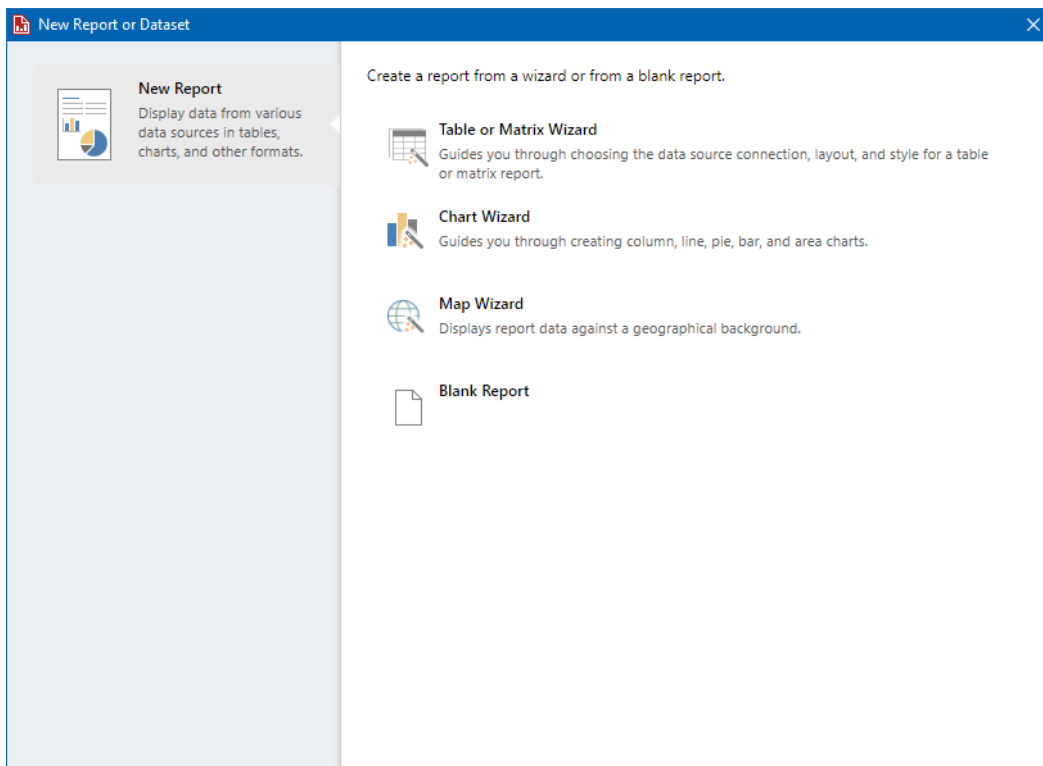 New Report or Dataset
New Report
Display data from various
data sources in tables,
charts, and other formats.
Create a report from a wizard or from a blank report.
Table or Matrix Wizard
Guides you through choosing the data source connection, layout, and style for a table
or matrix report.
Chart Wizard
Guides you through creating column, line, pie, bar, and area charts.
Map Wizard
Displays report data against a geographical background.
Blank Report